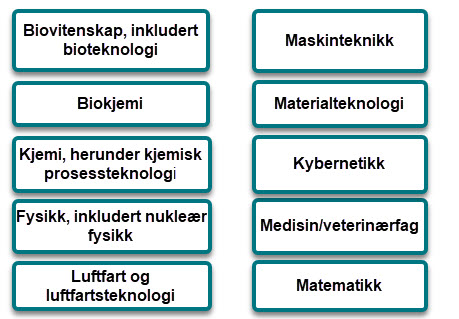 Biovitenskap, inkludert
bioteknologi
Biokjemi
Kjemi, herunder kjemisk
prosessteknologi
Fysikk, inkludert nukleær
fysikk
Luftfart og
luftfartsteknologi
Maskinteknikk
Materialteknologi
Kybernetikk
Medisin/veterinærfag
Matematikk